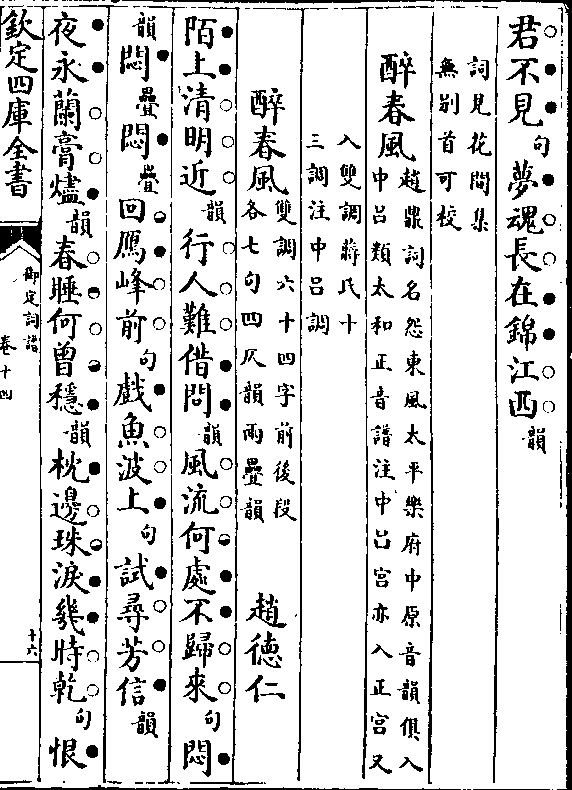 君不見句夢魂長在錦江西韻
詞見花間集
無别首可校
醉春風趙鼎詞名怨東風太平樂府中原音韻俱入
中吕類太和正音譜注中吕宫亦入正宫又
入雙調蔣氏十
三調注中吕調
醉春風雙調六十四字前後段
各七句四仄韻兩疊韻
趙德仁
陌上清明近韻行人難借問韻風流何處不歸來句悶
韻悶疊悶疊回鴈峰前句戲魚波上句試尋芳信韻
夜永蘭膏燼韻春睡何曾穩韻枕邊珠淚幾時乾句恨
欽定四庫全書
御定詞譜
卷十四
十六